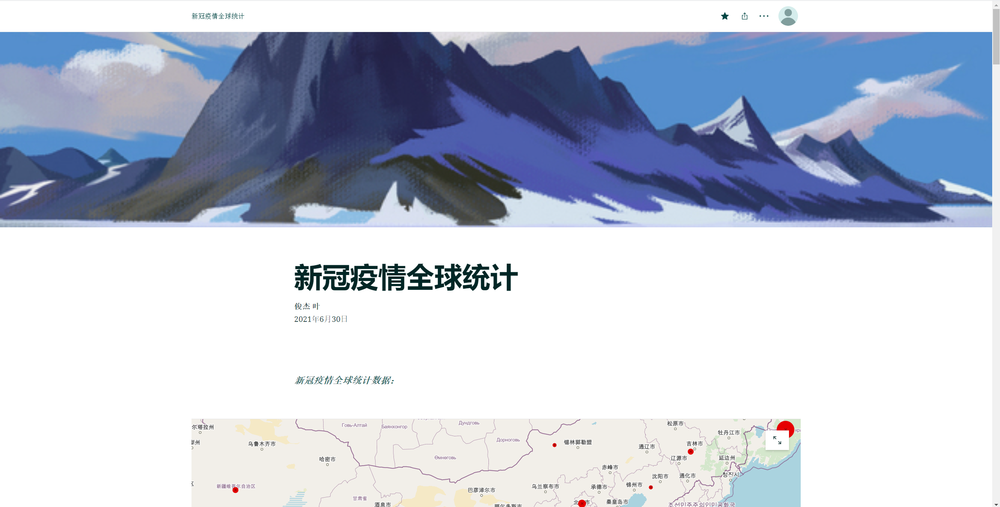 新冠疫情全球统计
新冠疫情全球统计
俊杰 叶
2021年6月30日
新冠疫情全球统计数据：
Говь-Алтай
Баянхонгор
Дундговь
松原市
尔塔拉州
牡丹江市
Дорноговь
乌鲁木齐市
锡林郭勒盟
吉林市
通辽市
Өмнөговь
哈密市
辽源市
延边州
赤峰市
청진시
沈阳市
通化市
新疆维吾尔自治区
巴彦淖尔市
乌兰察布市
承德市
锦州市
甘肃省
酒泉市
秦皇岛市
鄂尔多斯市
조선민주주의인민공화국